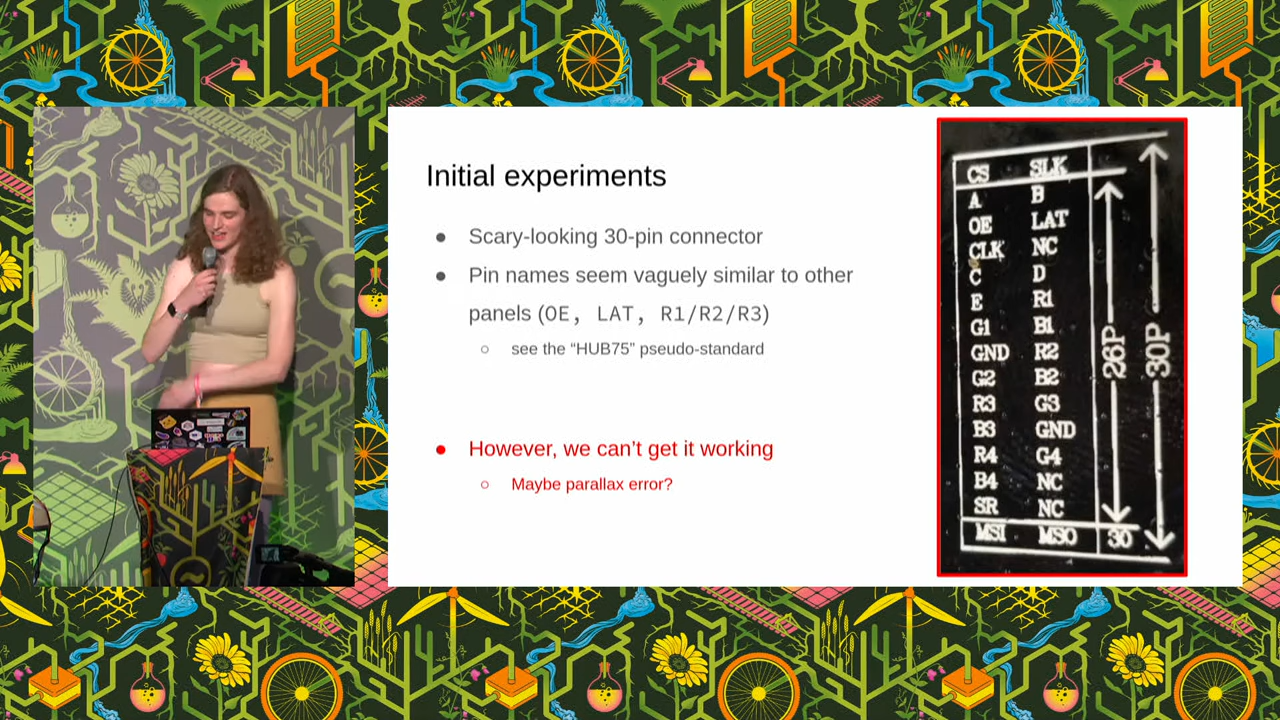 Initial experiments
● Scary-looking 30-pin connector
● Pin names seem vaguely similar to other
panels (OE, LAT, R1/R2/R3)
○ see the “HUB75” pseudo-standard
● However, we can’t get it working
○ Maybe parallax error?
CS SLK
A B
OE LAT
CLK NC
C D
E R1
G1 B1
GND R2
G2 B2
R3 G3
B3 GND
R4 G4
B4 NC
SR NC
MSI MSO 30
26P
30P